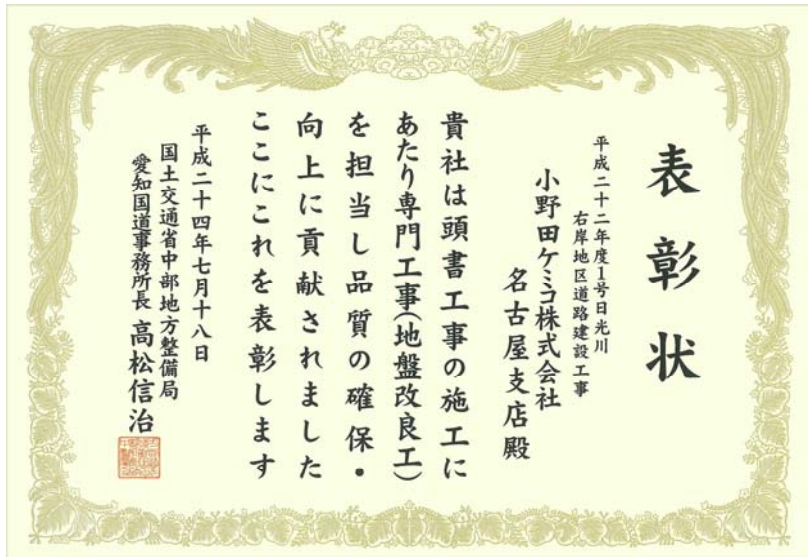 表彰状
平成二十二年度1号日光川
右岸地区道路建設工事
小野田ケミコ株式会社
名古屋支店殿
貴社は頭書工事の施工に
あたり専門工事(地盤改良工)
を担当し品質の確保・
向上に貢献されました
ここにこれを表彰します
平成二十四年七月十八日
国土交通省中部地方整備局
愛知国道事務所長 高松信治